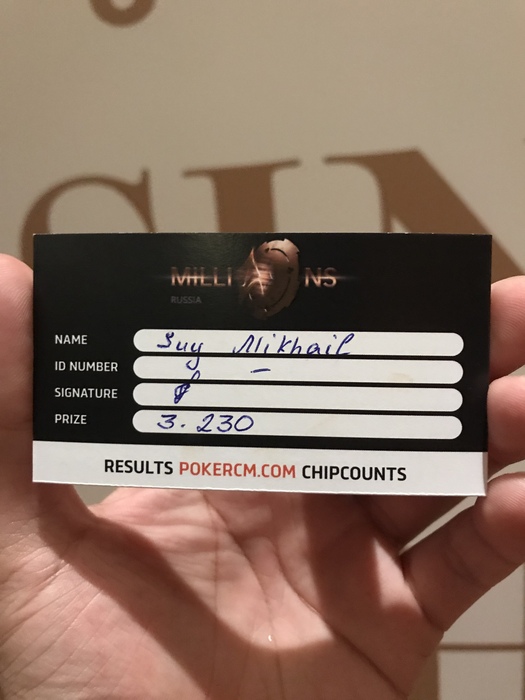 MILLIONS
RUSSIA
NAME Suy Mikhail
ID NUMBER -
SIGNATURE
PRIZE 3.230
RESULTS POKERCM.COM CHIPCOUNTS